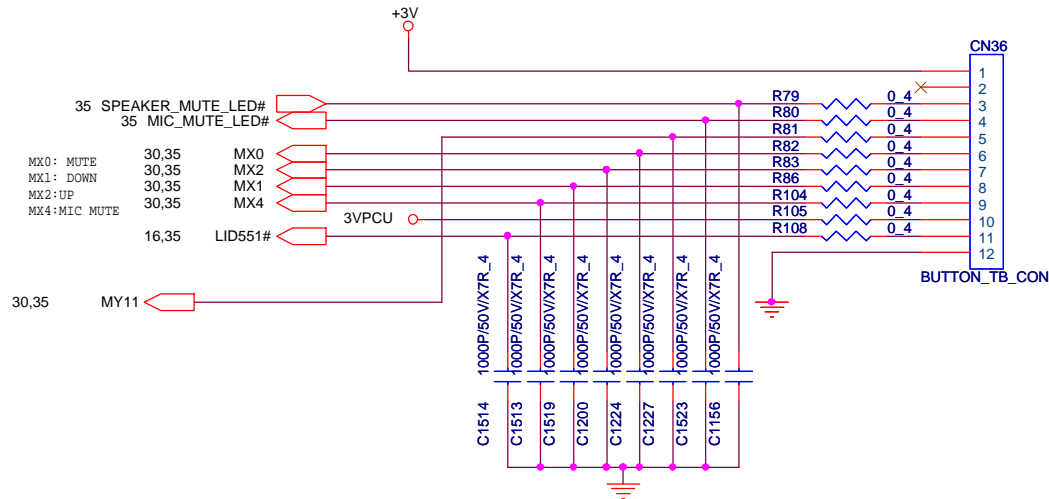 +3V
CN36
1
2
35 SPEAKER_MUTE_LED# R79 0_4 3
35 MIC_MUTE_LED# R80 0_4 4
R81 0_4 5
30,35 MX0 R82 0_4 6
MX0: MUTE
30,35 MX2 R83 0_4 7
MX1: DOWN
30,35 MX1 R86 0_4 8
MX2:UP
30,35 MX4 R104 0_4 9
MX4:MIC MUTE
3VPCU R105 0_4 10
16,35 LID551# R108 0_4 11
12
BUTTON_TB_CON
30,35 MY11
1000P/50V/X7R_4
1000P/50V/X7R_4
1000P/50V/X7R_4
1000P/50V/X7R_4
1000P/50V/X7R_4
1000P/50V/X7R_4
1000P/50V/X7R_4
1000P/50V/X7R_4
C1514
C1513
C1519
C1200
C1224
C1227
C1523
C1156